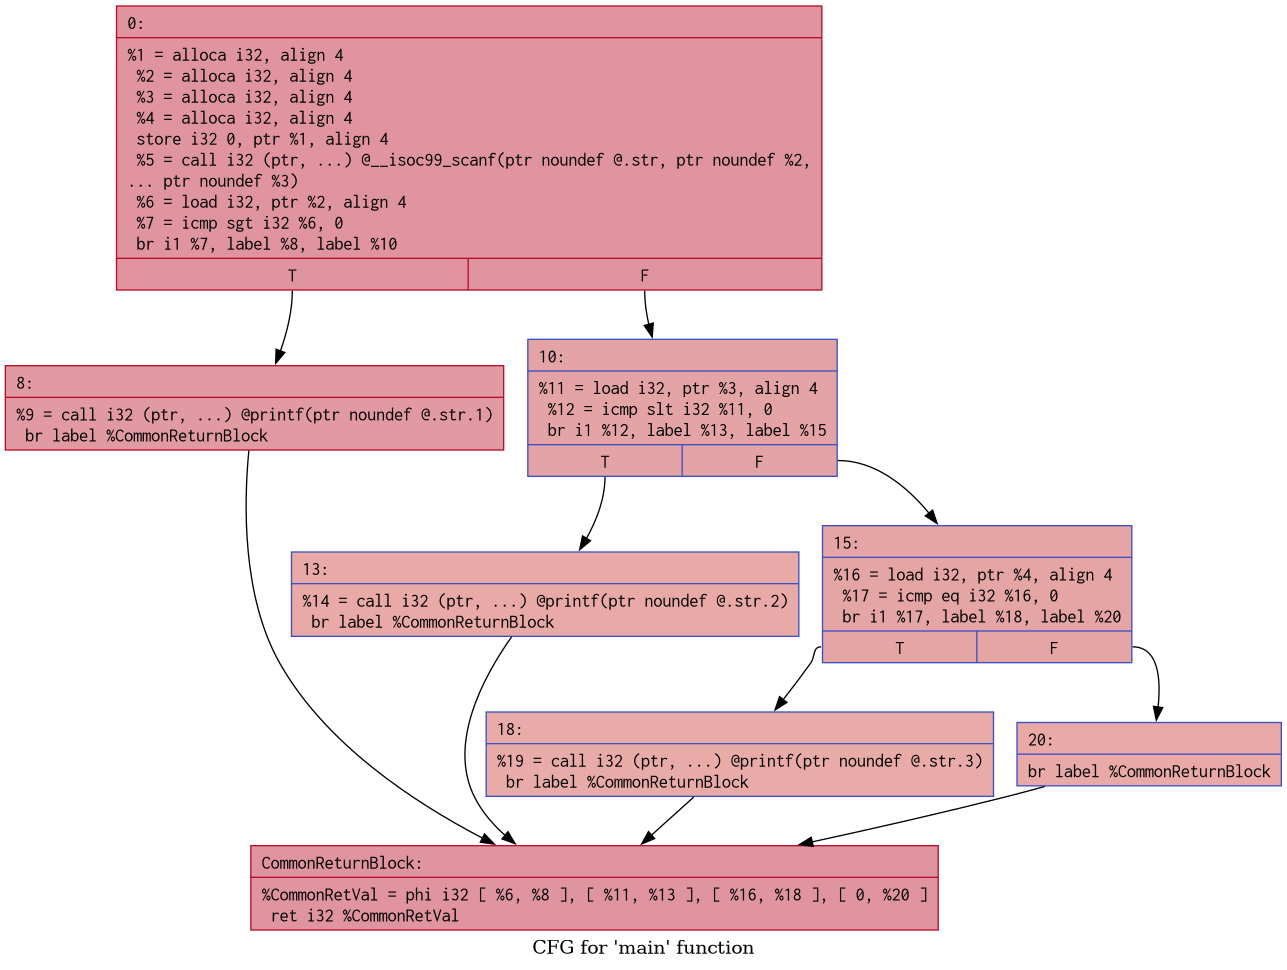 0:
%1 = alloca i32, align 4
%2 = alloca i32, align 4
%3 = alloca i32, align 4
%4 = alloca i32, align 4
store i32 0, ptr %1, align 4
%5 = call i32 (ptr, ...) @__isoc99_scanf(ptr noundef @.str, ptr noundef %2,
... ptr noundef %3)
%6 = load i32, ptr %2, align 4
%7 = icmp sgt i32 %6, 0
br i1 %7, label %8, label %10
T F
8:
%9 = call i32 (ptr, ...) @printf(ptr noundef @.str.1)
br label %CommonReturnBlock
10:
%11 = load i32, ptr %3, align 4
%12 = icmp slt i32 %11, 0
br i1 %12, label %13, label %15
T F
13:
%14 = call i32 (ptr, ...) @printf(ptr noundef @.str.2)
br label %CommonReturnBlock
15:
%16 = load i32, ptr %4, align 4
%17 = icmp eq i32 %16, 0
br i1 %17, label %18, label %20
T F
18:
%19 = call i32 (ptr, ...) @printf(ptr noundef @.str.3)
br label %CommonReturnBlock
20:
br label %CommonReturnBlock
CommonReturnBlock:
%CommonRetVal = phi i32 [ %6, %8 ], [ %11, %13 ], [ %16, %18 ], [ 0, %20 ]
ret i32 %CommonRetVal
CFG for 'main' function